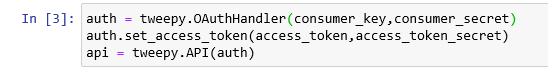 In [3]: auth = tweepy.OAuthHandler(consumer_key,consumer_secret)
auth.set_access_token(access_token,access_token_secret)
api = tweepy.API(auth)